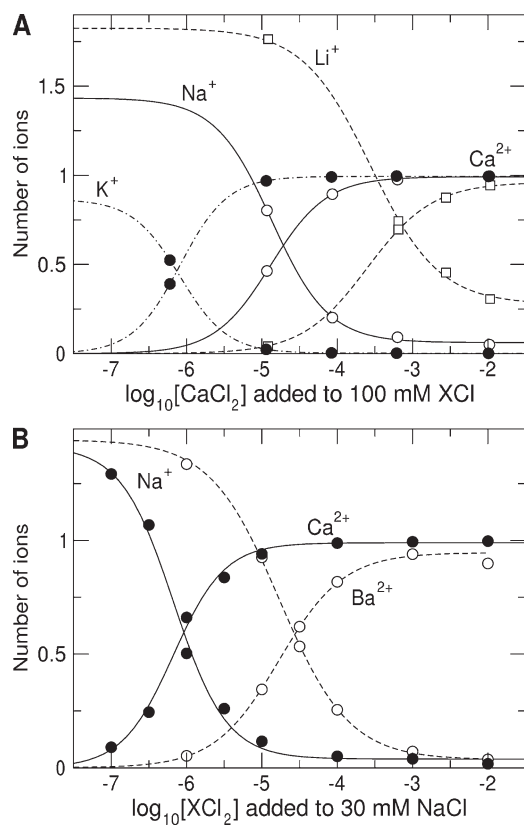 A
Number of ions
1.5
1
0.5
0
Li+
Na+
Ca2+
K+
-7 -6 -5 -4 -3 -2
log10[CaCl2] added to 100 mM XCl
B
Number of ions
1
0.5
0
Na+
Ca2+
Ba2+
-7 -6 -5 -4 -3 -2
log10[XCl2] added to 30 mM NaCl